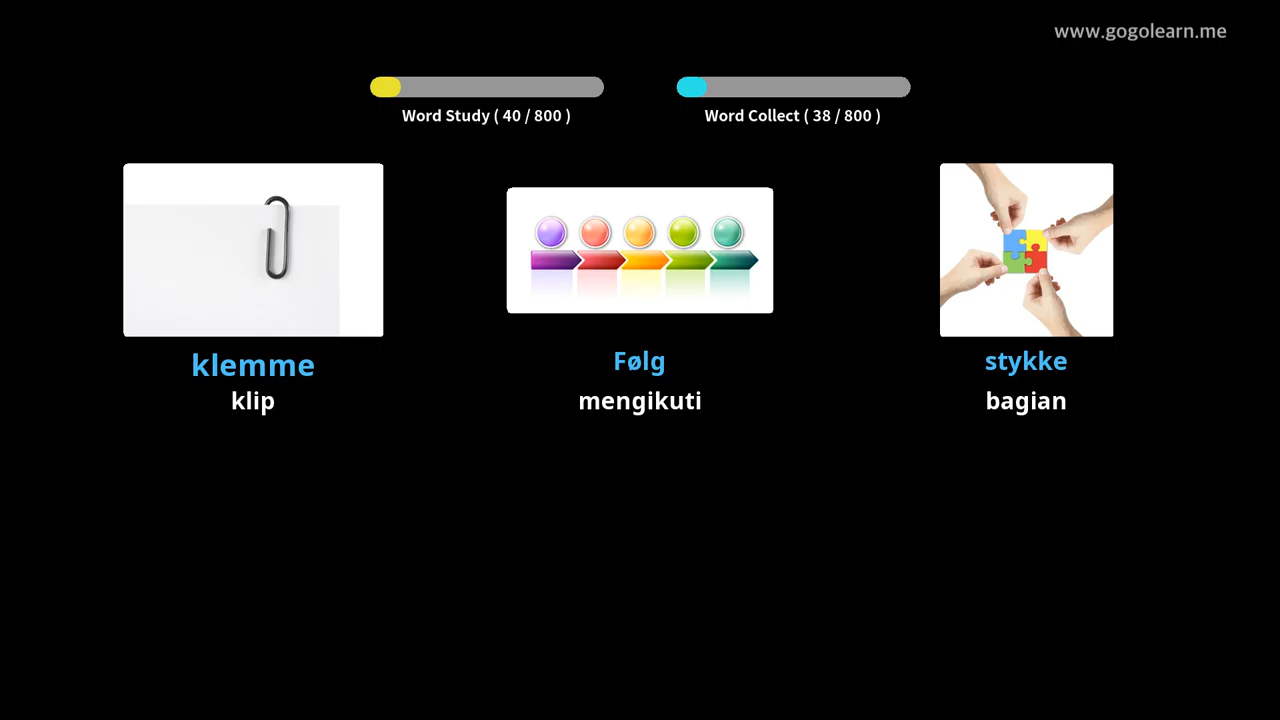 www.gogolearn.me
Word Study ( 40 / 800 )
Word Collect ( 38 / 800 )
klemme
klip
Følg
mengikuti
stykke
bagian